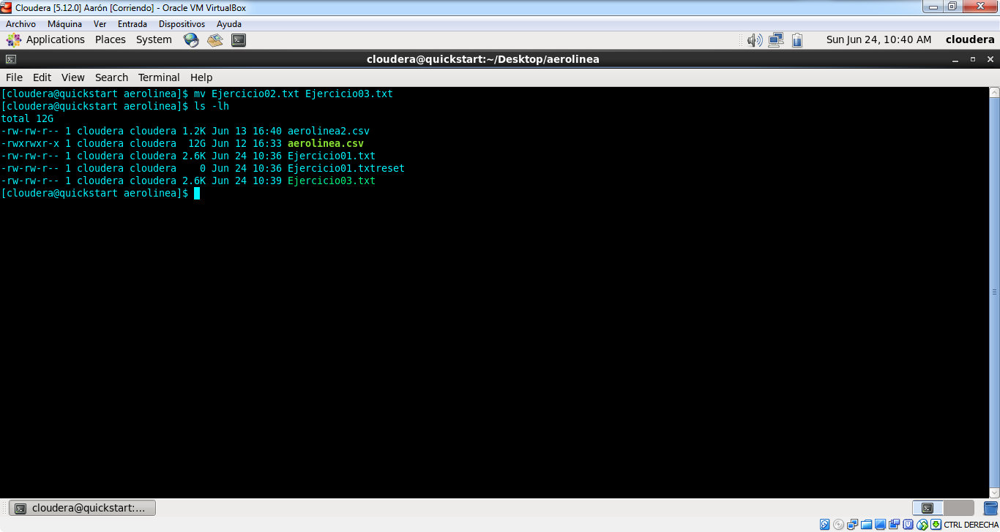 Cloudera [5.12.0] Aarón [Corriendo] - Oracle VM VirtualBox
Archivo Máquina Ver Entrada Dispositivos Ayuda
Applications Places System Sun Jun 24, 10:40 AM cloudera
cloudera@quickstart:~/Desktop/aerolinea
File Edit View Search Terminal Help
[cloudera@quickstart aerolinea]$ mv Ejercicio02.txt Ejercicio03.txt
[cloudera@quickstart aerolinea]$ ls -lh
total 12G
-rw-rw-r-- 1 cloudera cloudera 1.2K Jun 13 16:40 aerolinea2.csv
-rwxrwxr-x 1 cloudera cloudera  12G Jun 12 16:33 aerolinea.csv
-rw-rw-r-- 1 cloudera cloudera 2.6K Jun 24 10:36 Ejercicio01.txt
-rw-rw-r-- 1 cloudera cloudera    0 Jun 24 10:36 Ejercicio01.txtreset
-rw-rw-r-- 1 cloudera cloudera 2.6K Jun 24 10:39 Ejercicio03.txt
[cloudera@quickstart aerolinea]$
cloudera@quickstart:...
CTRL DERECHA